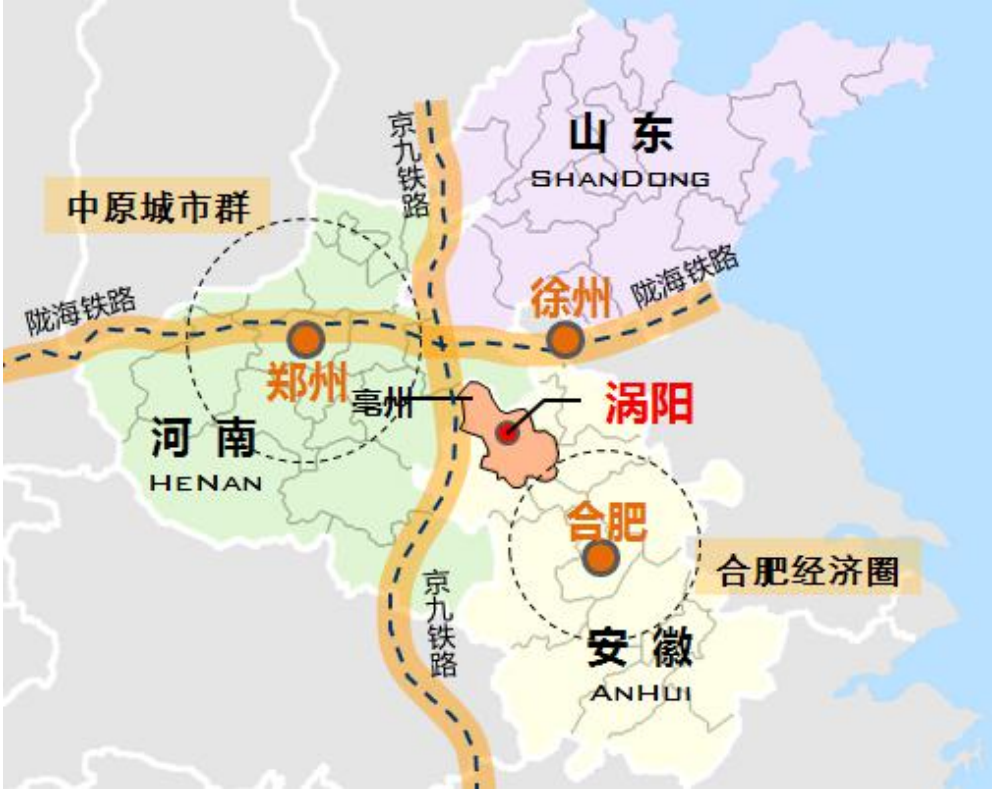 山 东
SHANDONG
京九铁路
中原城市群
陇海铁路
徐州
陇海铁路
郑州
亳州
涡阳
河 南
HENAN
合肥
合肥经济圈
京九铁路
安 徽
ANHUI